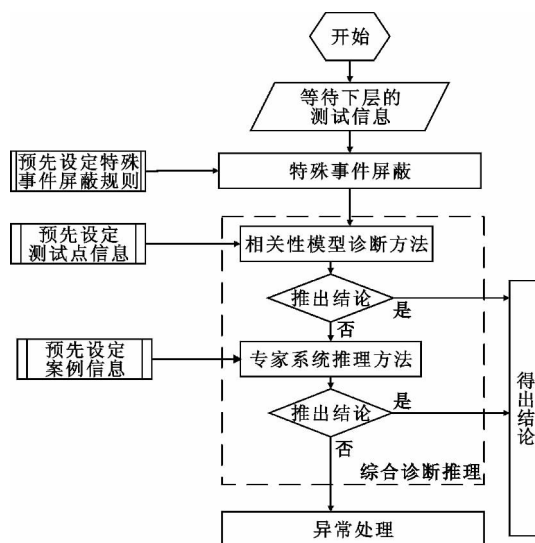 开始
等待下层的
测试信息
预先设定特殊
事件屏蔽规则
特殊事件屏蔽
预先设定
测试点信息
相关性模型诊断方法
推出结论
是
否
预先设定
案例信息
专家系统推理方法
推出结论
是
否
综合诊断推理
得出结论
异常处理